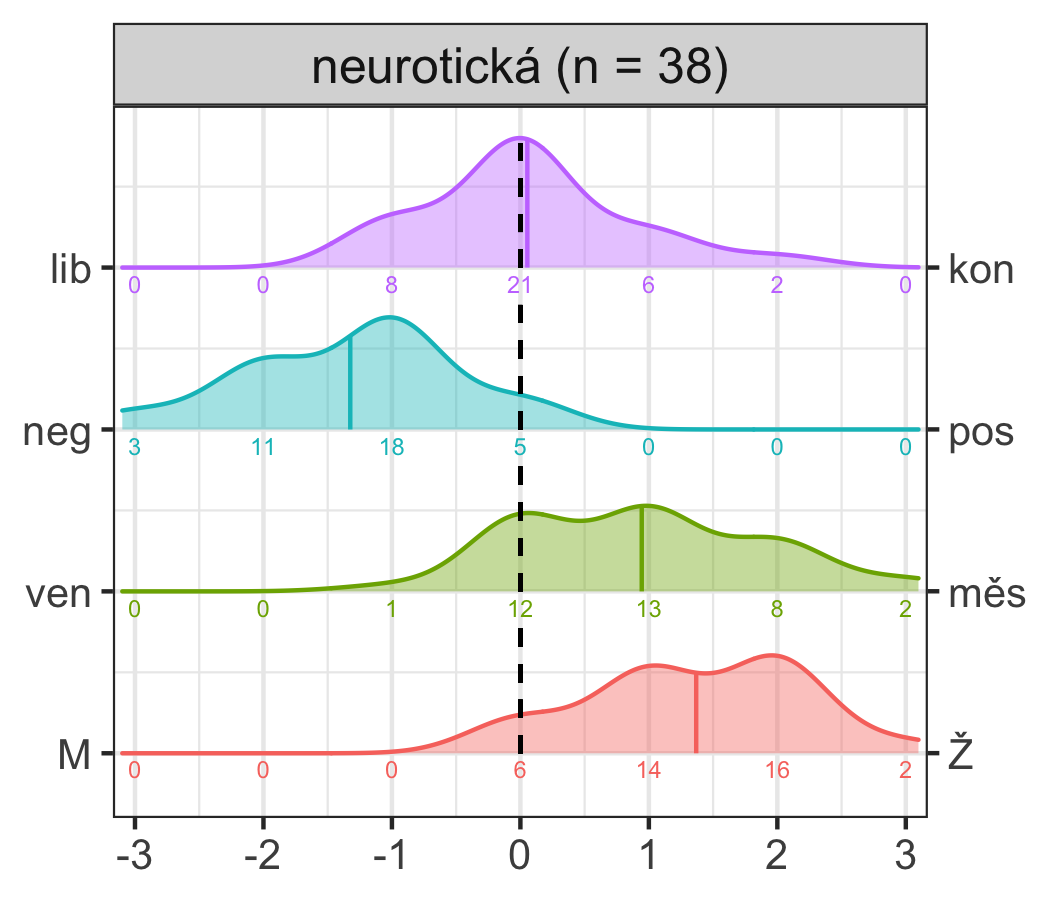 neurotická (n = 38)
lib kon
0 0 8 21 6 2 0
neg pos
3 11 18 5 0 0 0
ven měs
0 0 1 12 13 8 2
M Ž
0 0 0 6 14 16 2
-3 -2 -1 0 1 2 3